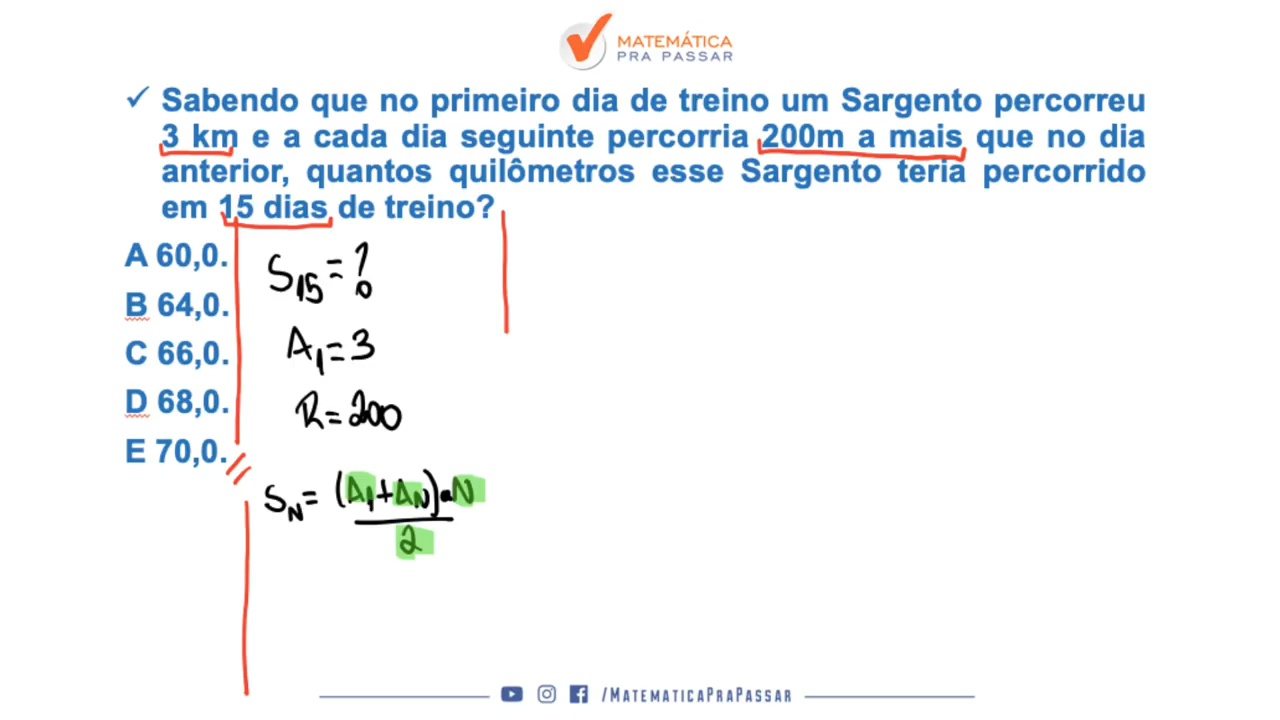 MATEMÁTICA
PRA PASSAR
✓ Sabendo que no primeiro dia de treino um Sargento percorreu
3 km e a cada dia seguinte percorria 200m a mais que no dia
anterior, quantos quilômetros esse Sargento teria percorrido
em 15 dias de treino?
A 60,0.
B 64,0.
C 66,0.
D 68,0.
E 70,0.
S15 = ?
A1 = 3
R = 200
SN = (A1 + AN) • N
2
/MATEMATICAPRAPASSAR